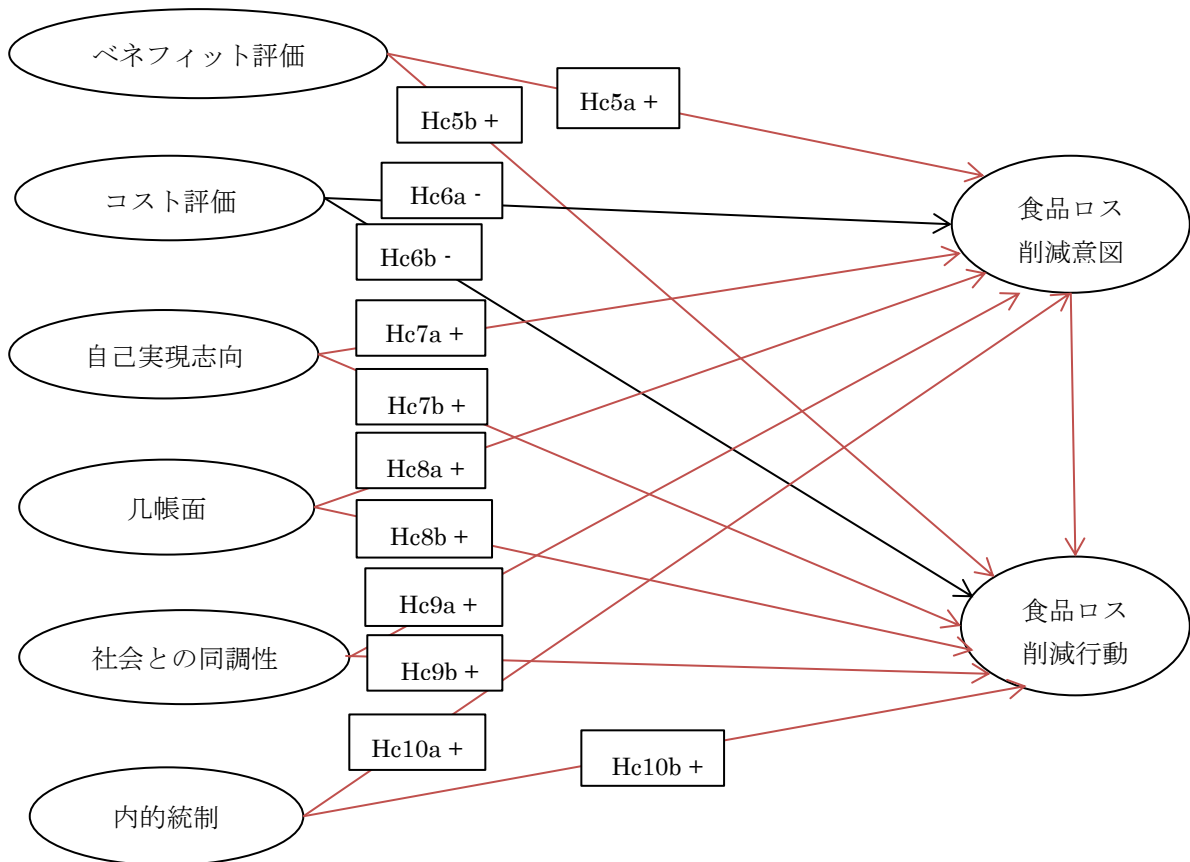 ベネフィット評価
Hc5a +
Hc5b +
コスト評価
Hc6a -
Hc6b -
食品ロス
削減意図
自己実現志向
Hc7a +
Hc7b +
几帳面
Hc8a +
Hc8b +
社会との同調性
Hc9a +
Hc9b +
食品ロス
削減行動
内的統制
Hc10a +
Hc10b +